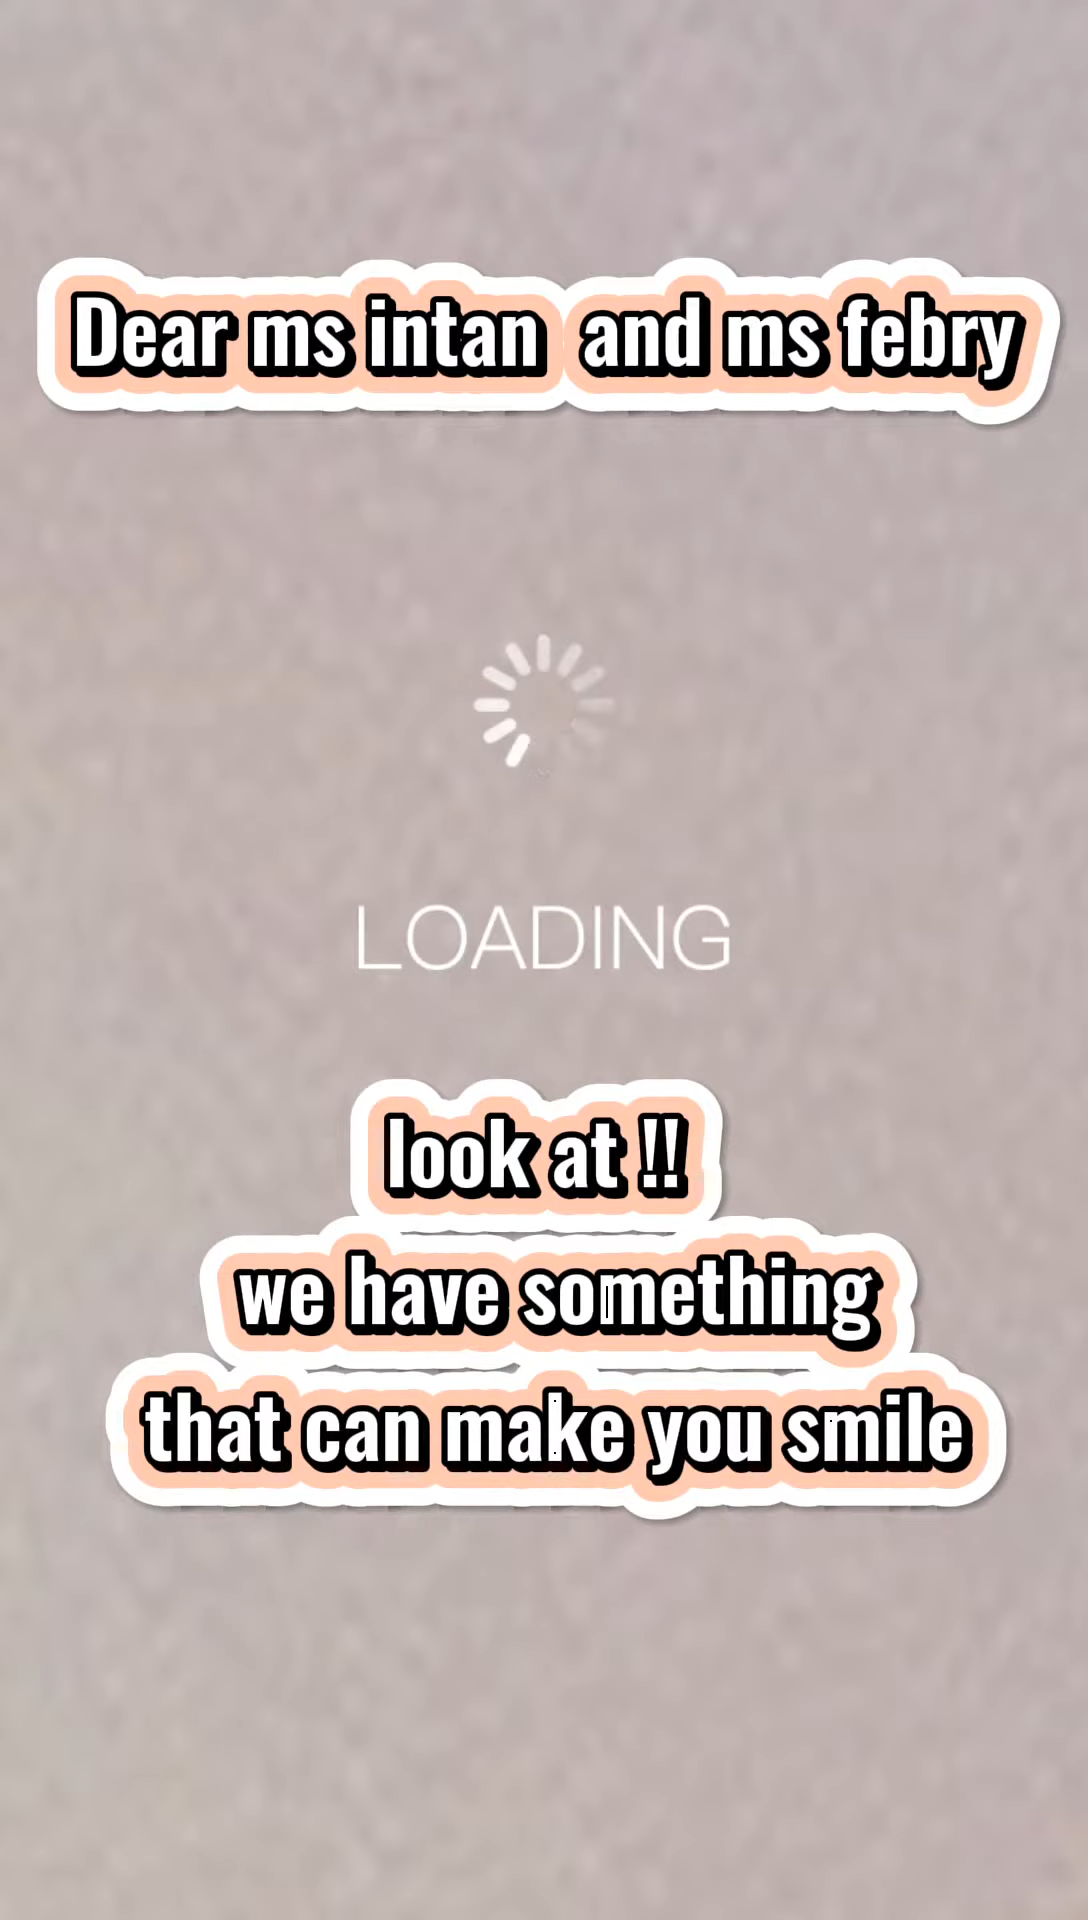 Dear ms intan and ms febry
LOADING
look at !!
we have something
that can make you smile